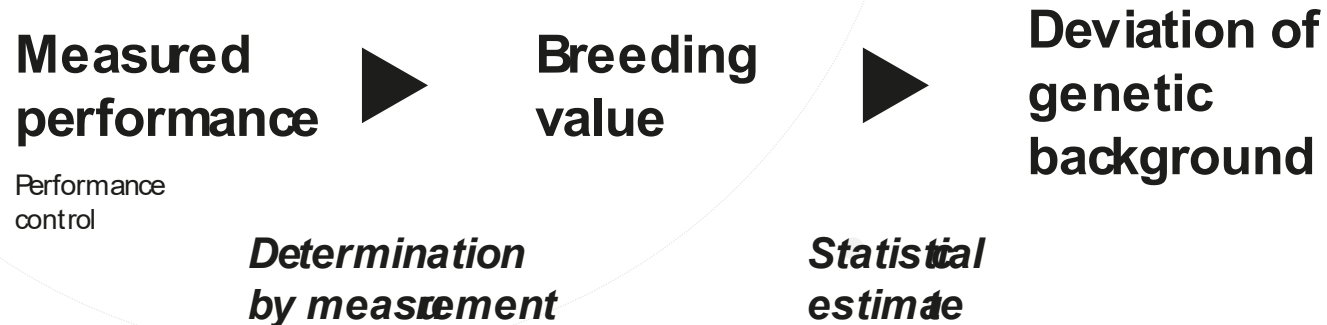 Measured
performance
Performance
control
Breeding
value
Deviation of
genetic
background
Determination
by measurement
Statistical
estimate